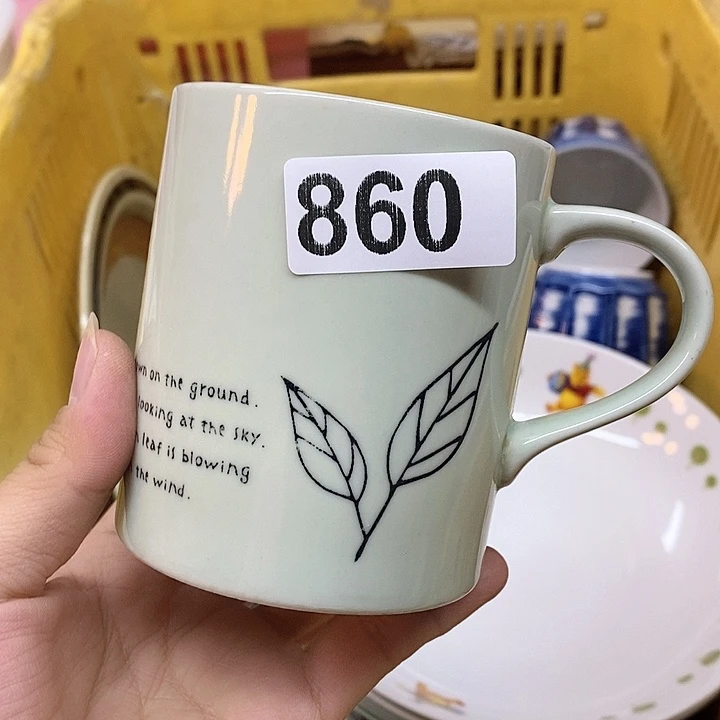 860
on the ground.
looking at the sky.
leaf is blowing
the wind.